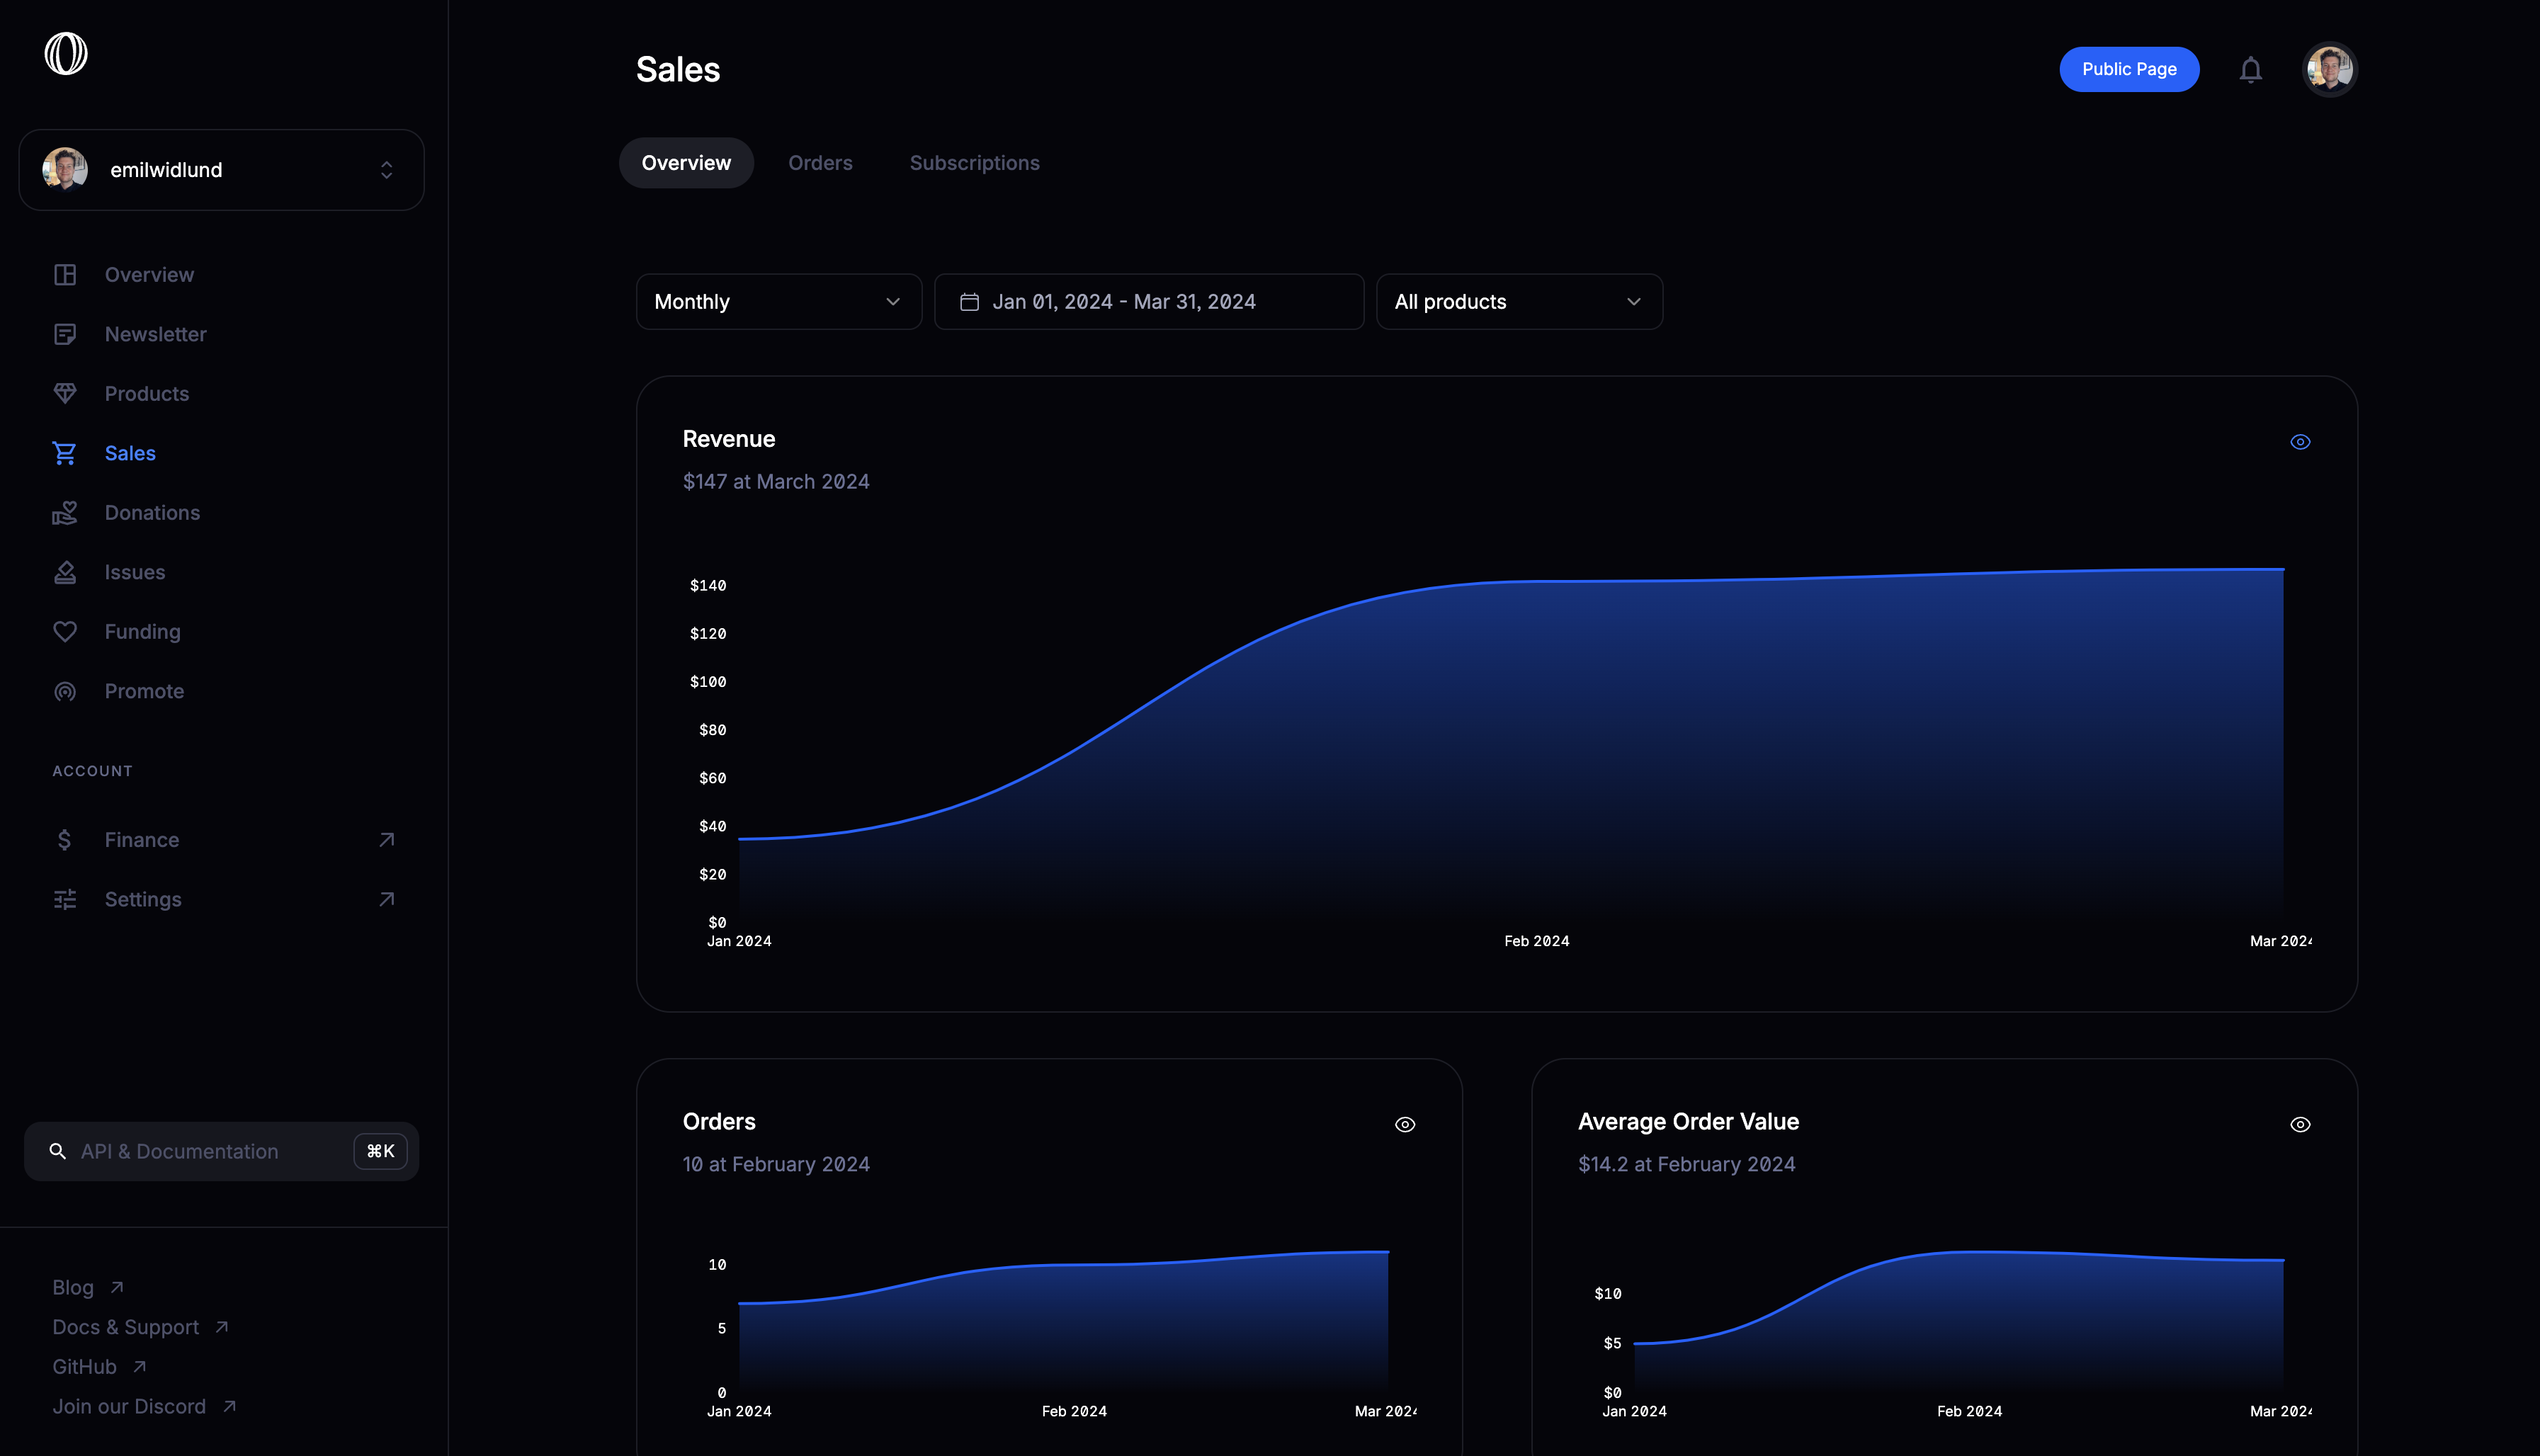 emilwidlund
Overview
Newsletter
Products
Sales
Donations
Issues
Funding
Promote
ACCOUNT
Finance
Settings
API & Documentation ⌘K
Blog
Docs & Support
GitHub
Join our Discord
Sales
Public Page
Overview Orders Subscriptions
Monthly Jan 01, 2024 - Mar 31, 2024 All products
Revenue
$147 at March 2024
$140
$120
$100
$80
$60
$40
$20
$0
Jan 2024 Feb 2024 Mar 2024
Orders
10 at February 2024
10
5
0
Jan 2024 Feb 2024 Mar 2024
Average Order Value
$14.2 at February 2024
$10
$5
$0
Jan 2024 Feb 2024 Mar 2024